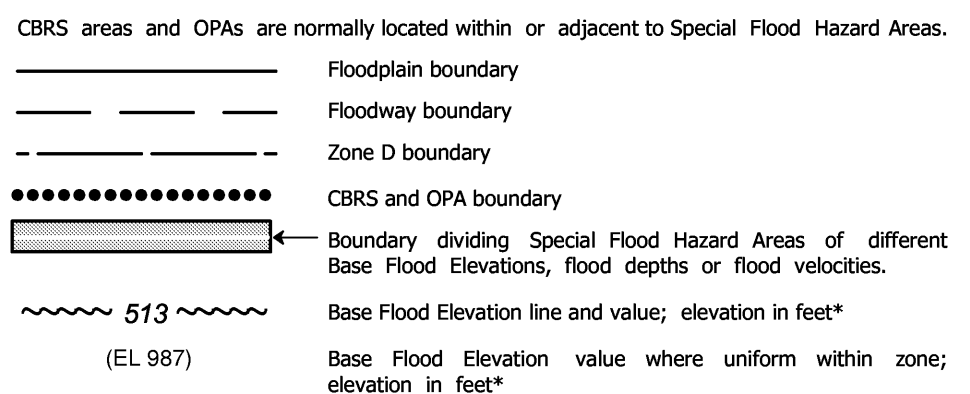 CBRS areas and OPAs are normally located within or adjacent to Special Flood Hazard Areas.
Floodplain boundary
Floodway boundary
Zone D boundary
CBRS and OPA boundary
Boundary dividing Special Flood Hazard Areas of different
Base Flood Elevations, flood depths or flood velocities.
513
Base Flood Elevation line and value; elevation in feet*
(EL 987)
Base Flood Elevation value where uniform within zone;
elevation in feet*